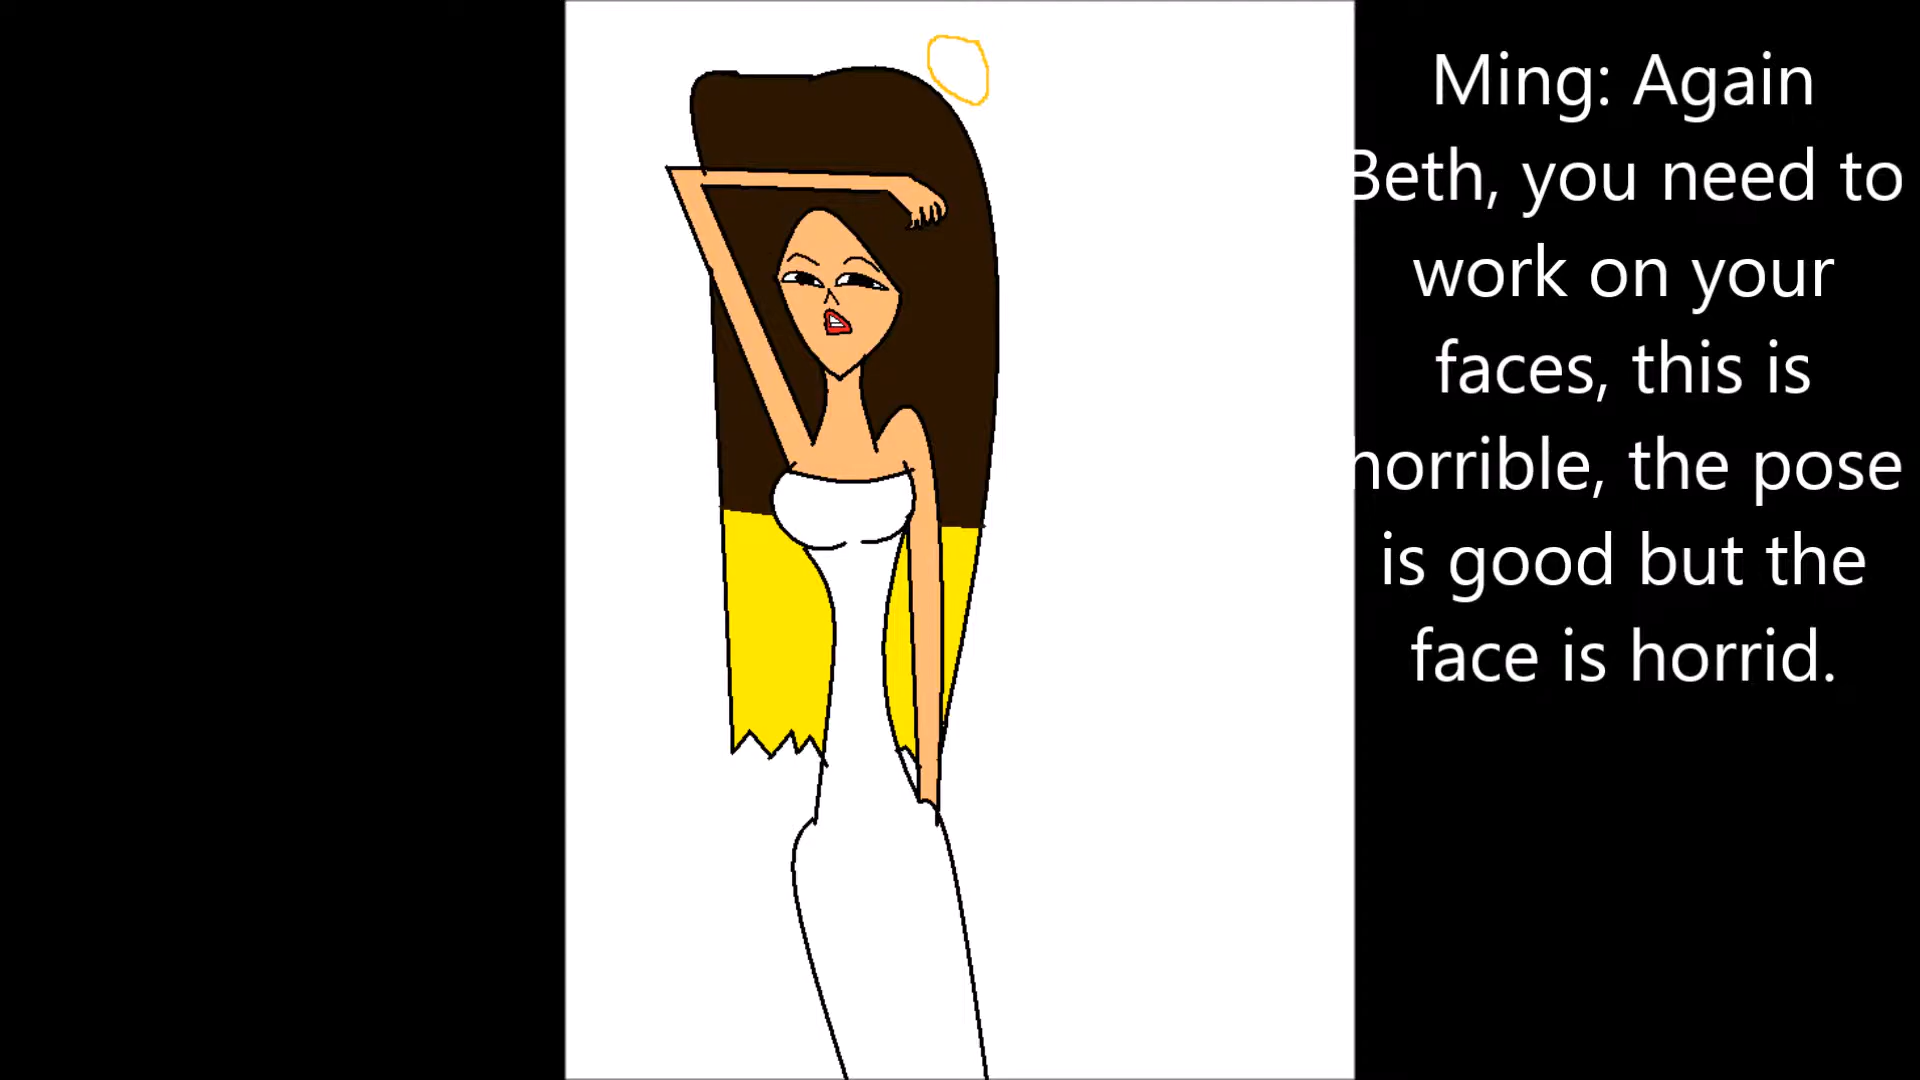 Ming: Again
Beth, you need to
work on your
faces, this is
horrible, the pose
is good but the
face is horrid.